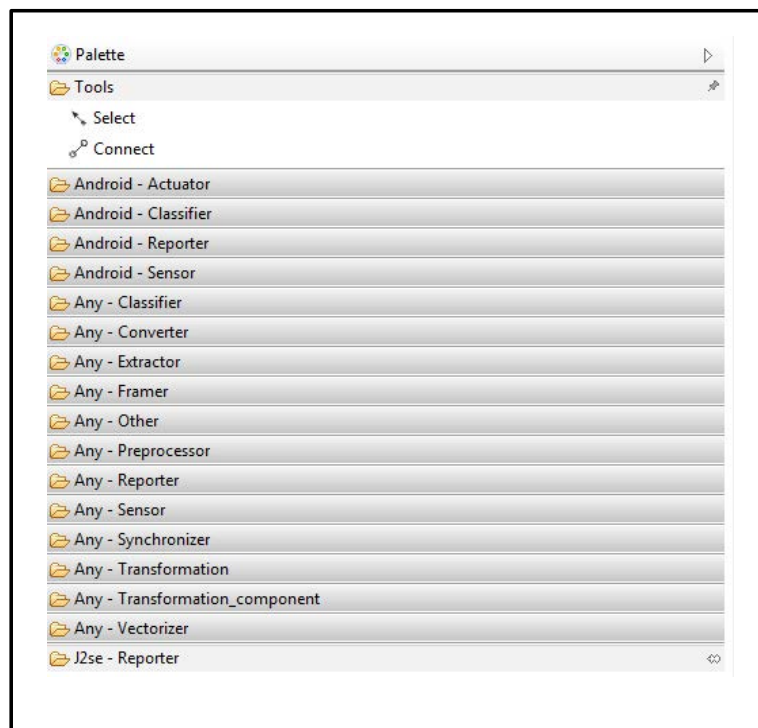 Palette
Tools
Select
Connect
Android - Actuator
Android - Classifier
Android - Reporter
Android - Sensor
Any - Classifier
Any - Converter
Any - Extractor
Any - Framer
Any - Other
Any - Preprocessor
Any - Reporter
Any - Sensor
Any - Synchronizer
Any - Transformation
Any - Transformation_component
Any - Vectorizer
J2se - Reporter